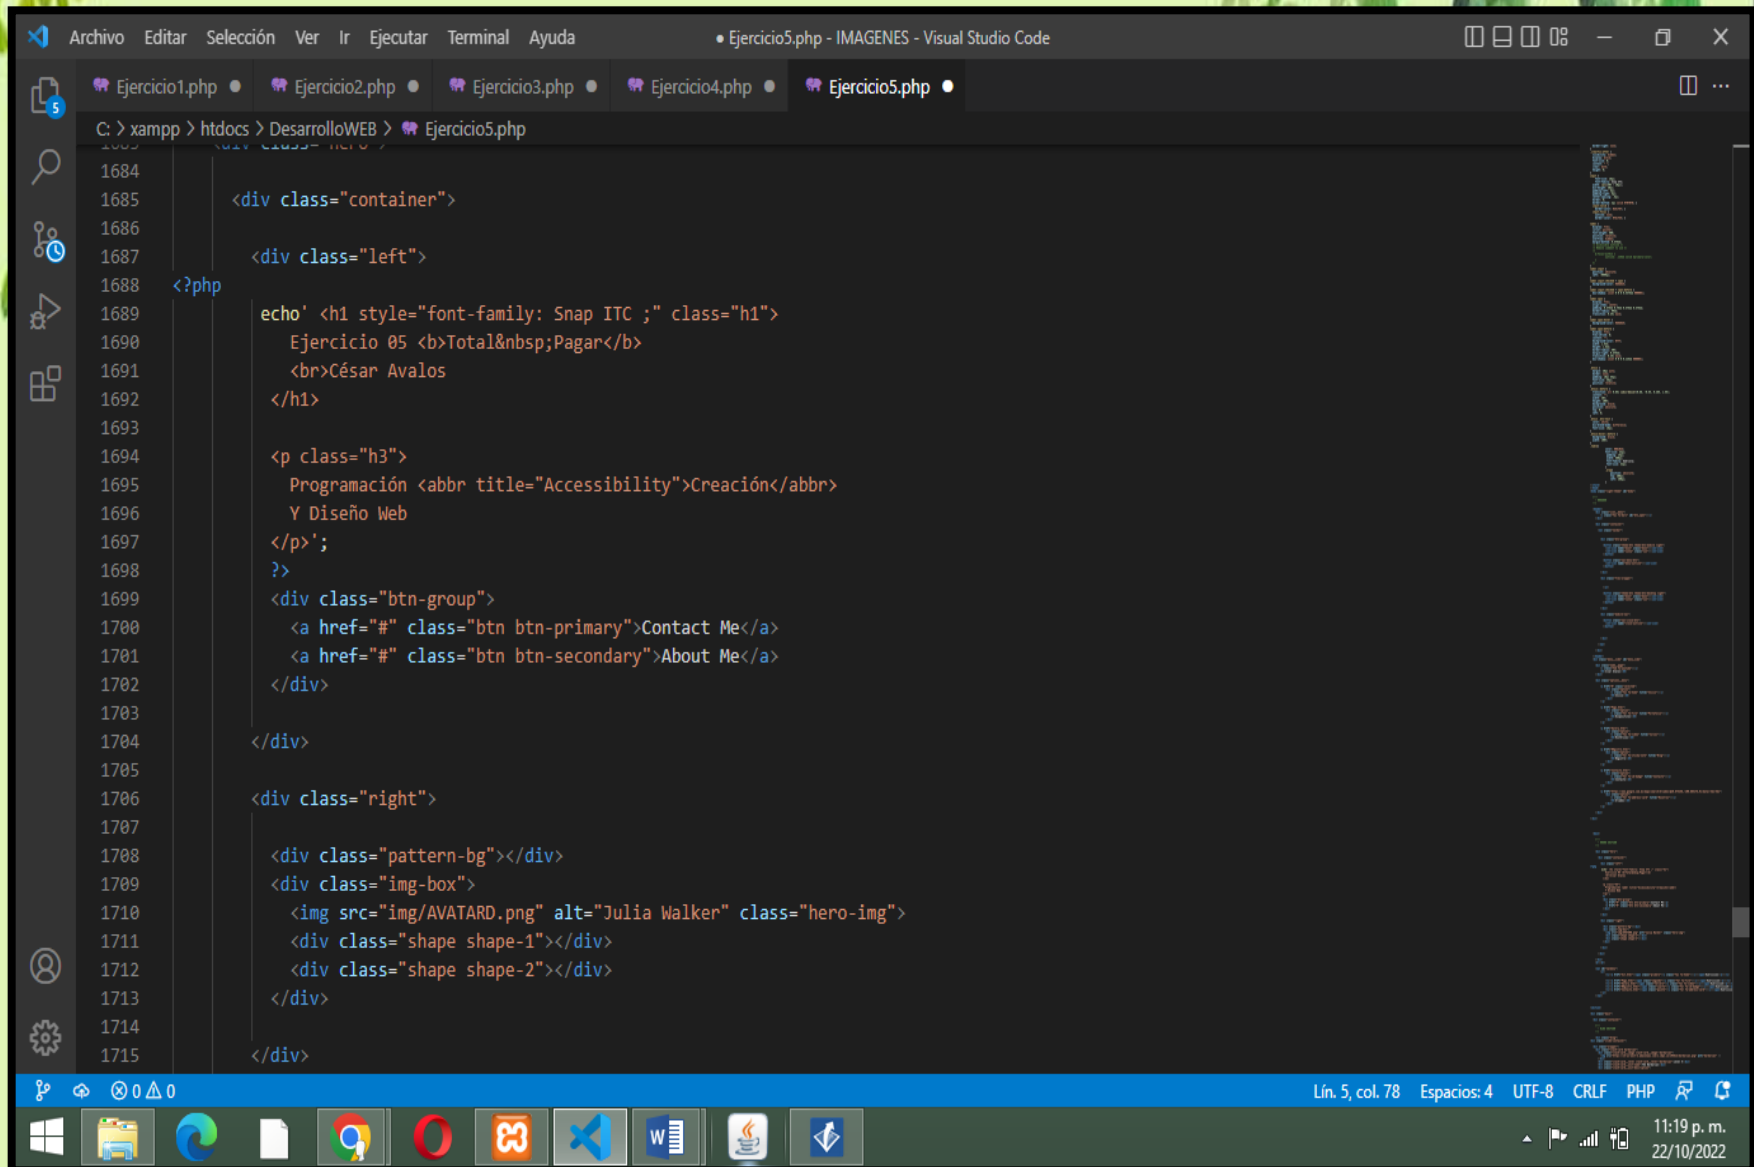 Archivo Editar Selección Ver Ir Ejecutar Terminal Ayuda ● Ejercicio5.php - IMAGENES - Visual Studio Code
Ejercicio1.php ● Ejercicio2.php ● Ejercicio3.php ● Ejercicio4.php ● Ejercicio5.php ●
5
C: > xampp > htdocs > DesarrolloWEB > Ejercicio5.php
1683 <div class="hero">
1684
1685 <div class="container">
1686
1687 <div class="left">
1688 <?php
1689 echo' <h1 style="font-family: Snap ITC ;" class="h1">
1690 Ejercicio 05 <b>Total&nbsp;Pagar</b>
1691 <br>César Avalos
1692 </h1>
1693
1694 <p class="h3">
1695 Programación <abbr title="Accessibility">Creación</abbr>
1696 Y Diseño Web
1697 </p>';
1698 ?>
1699 <div class="btn-group">
1700 <a href="#" class="btn btn-primary">Contact Me</a>
1701 <a href="#" class="btn btn-secondary">About Me</a>
1702 </div>
1703
1704 </div>
1705
1706 <div class="right">
1707
1708 <div class="pattern-bg"></div>
1709 <div class="img-box">
1710 <img src="img/AVATARD.png" alt="Julia Walker" class="hero-img">
1711 <div class="shape shape-1"></div>
1712 <div class="shape shape-2"></div>
1713 </div>
1714
1715 </div>
0 0 Lín. 5, col. 78 Espacios: 4 UTF-8 CRLF PHP
11:19 p. m.
22/10/2022